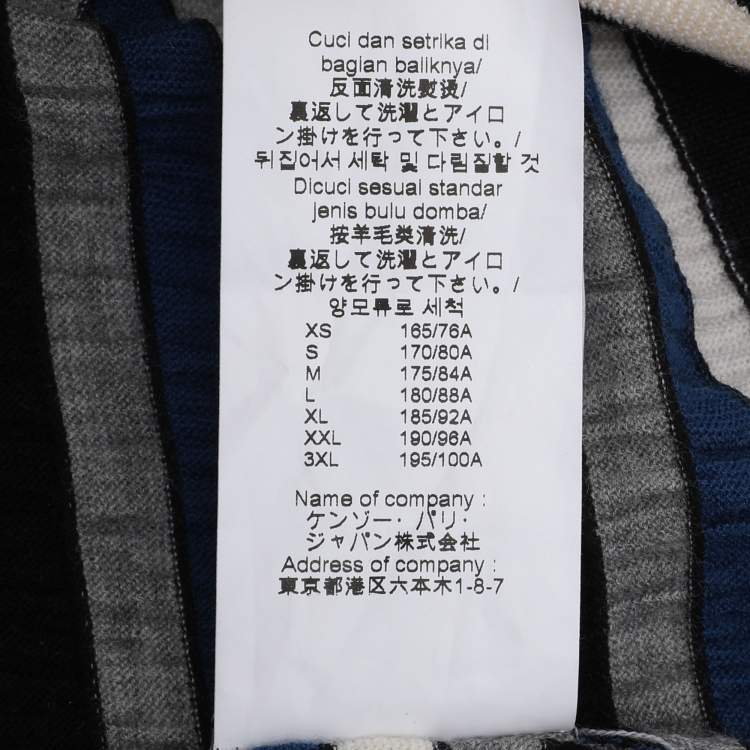 Cuci dan setrika di
bagian baliknya/
反面清洗熨烫/
裏返して洗濯とアイロ
ン掛けを行って下さい。/
뒤집어서 세탁 및 다림질할 것
Dicuci sesuai standar
jenis bulu domba/
按羊毛类清洗/
裏返して洗濯とアイロ
ン掛けを行って下さい。/
양모류로 세척
XS 165/76A
S 170/80A
M 175/84A
L 180/88A
XL 185/92A
XXL 190/96A
3XL 195/100A
Name of company :
ケンゾー・パリ・
ジャパン株式会社
Address of company :
東京都港区六本木1-8-7